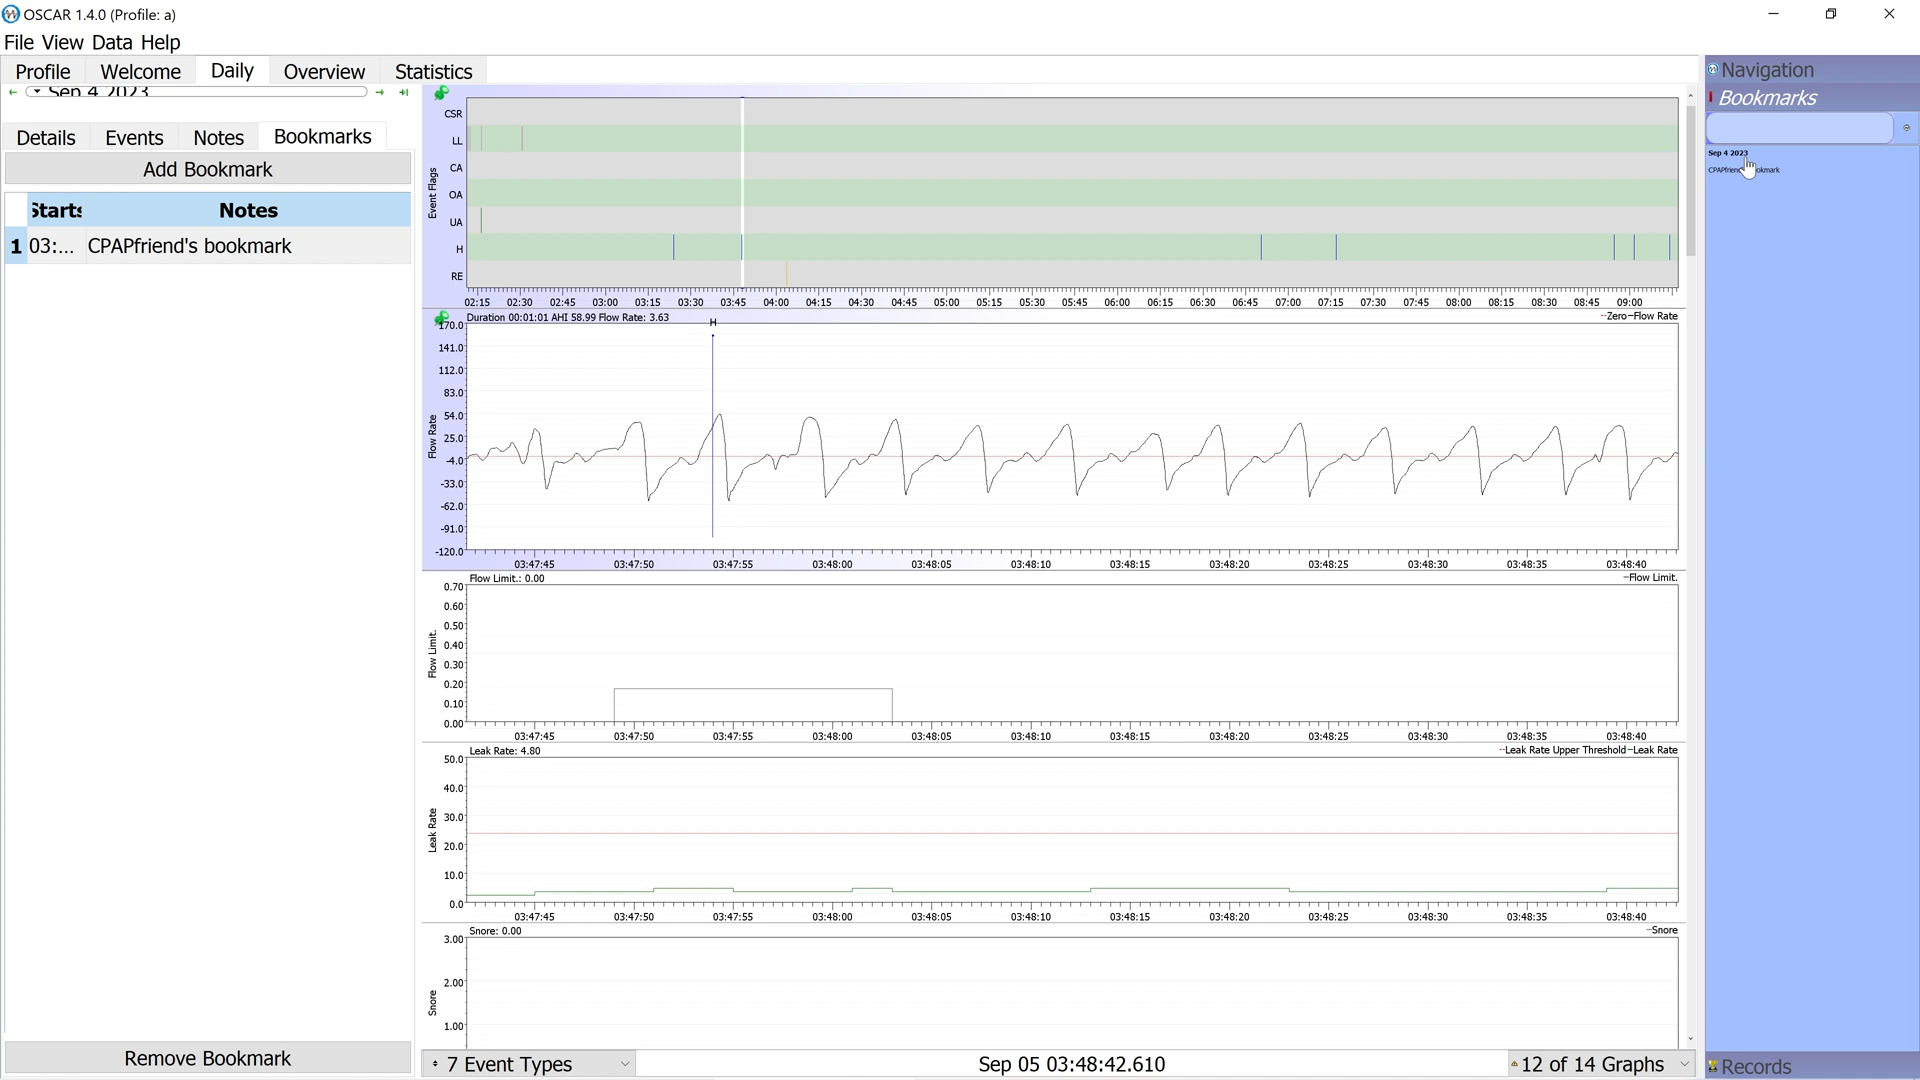 OSCAR 1.4.0 (Profile: a)
File View Data Help
Profile Welcome Daily Overview Statistics
Sep 4 2023
Details Events Notes Bookmarks
Add Bookmark
Starts Notes
1 03:... CPAPfriend's bookmark
Remove Bookmark
Event Flags
CSR
LL
CA
OA
UA
H
RE
02:15 02:30 02:45 03:00 03:15 03:30 03:45 04:00 04:15 04:30 04:45 05:00 05:15 05:30 05:45 06:00 06:15 06:30 06:45 07:00 07:15 07:30 07:45 08:00 08:15 08:30 08:45 09:00
Duration 00:01:01 AHI 58.99 Flow Rate: 3.63
H
--Zero-Flow Rate
Flow Rate
170.0
141.0
112.0
83.0
54.0
25.0
-4.0
-33.0
-62.0
-91.0
-120.0
03:47:45 03:47:50 03:47:55 03:48:00 03:48:05 03:48:10 03:48:15 03:48:20 03:48:25 03:48:30 03:48:35 03:48:40
Flow Limit.: 0.00
-Flow Limit.
Flow Limit.
0.70
0.60
0.50
0.40
0.30
0.20
0.10
0.00
03:47:45 03:47:50 03:47:55 03:48:00 03:48:05 03:48:10 03:48:15 03:48:20 03:48:25 03:48:30 03:48:35 03:48:40
Leak Rate: 4.80
--Leak Rate Upper Threshold-Leak Rate
Leak Rate
50.0
40.0
30.0
20.0
10.0
0.0
03:47:45 03:47:50 03:47:55 03:48:00 03:48:05 03:48:10 03:48:15 03:48:20 03:48:25 03:48:30 03:48:35 03:48:40
Snore: 0.00
-Snore
Snore
3.00
2.00
1.00
7 Event Types
Sep 05 03:48:42.610
12 of 14 Graphs
Navigation
Bookmarks
Sep 4 2023
Records